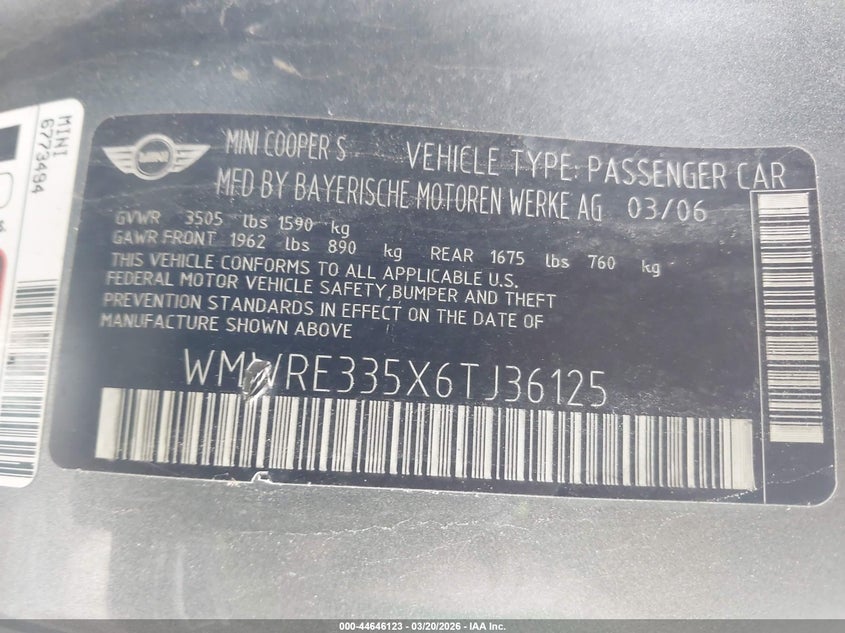 MINI
6773494
MINI
MINI COOPER S VEHICLE TYPE: PASSENGER CAR
MFD BY BAYERISCHE MOTOREN WERKE AG 03/06
GVWR 3505 lbs 1590 kg
GAWR FRONT 1962 lbs 890 kg REAR 1675 lbs 760 kg
THIS VEHICLE CONFORMS TO ALL APPLICABLE U.S.
FEDERAL MOTOR VEHICLE SAFETY,BUMPER AND THEFT
PREVENTION STANDARDS IN EFFECT ON THE DATE OF
MANUFACTURE SHOWN ABOVE
WMWRE335X6TJ36125
000-44646123 — 03/20/2026 — IAA Inc.